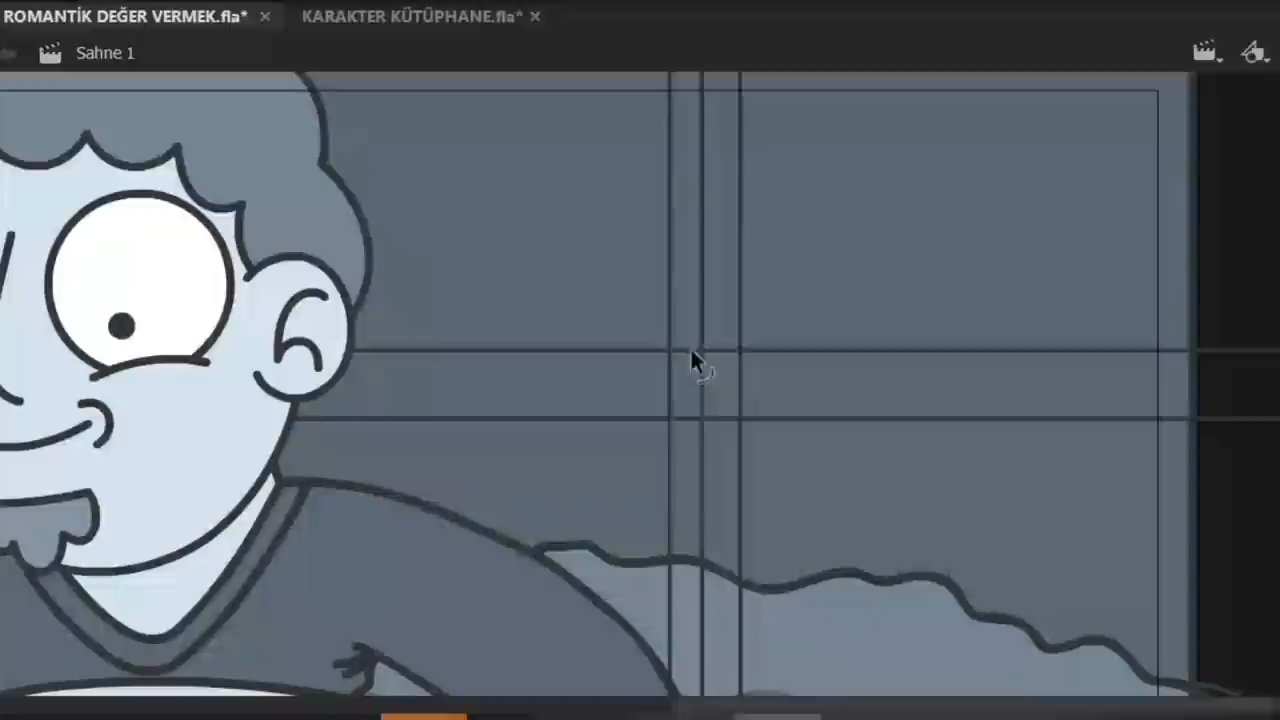 ROMANTİK DEĞER VERMEK.fla* × KARAKTER KÜTÜPHANE.fla* ×
Sahne 1